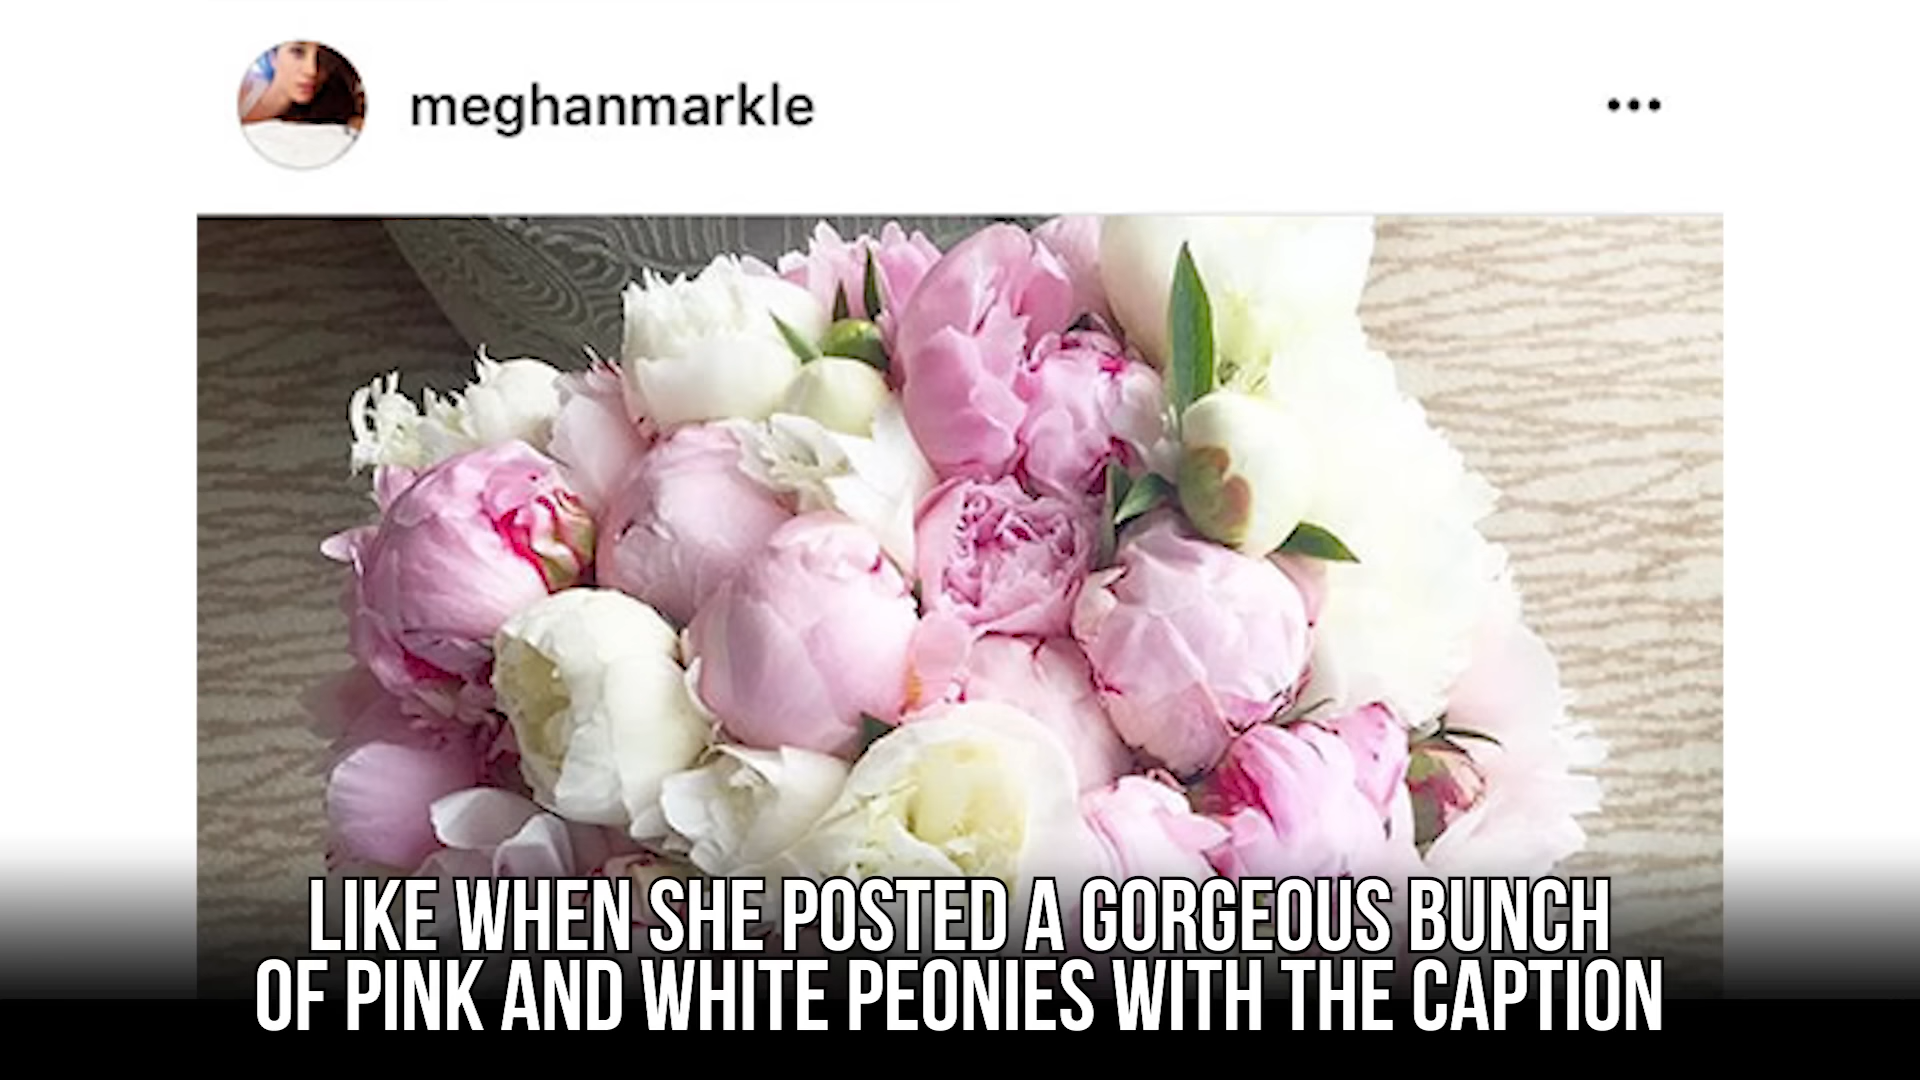 meghanmarkle
LIKE WHEN SHE POSTED A GORGEOUS BUNCH
OF PINK AND WHITE PEONIES WITH THE CAPTION